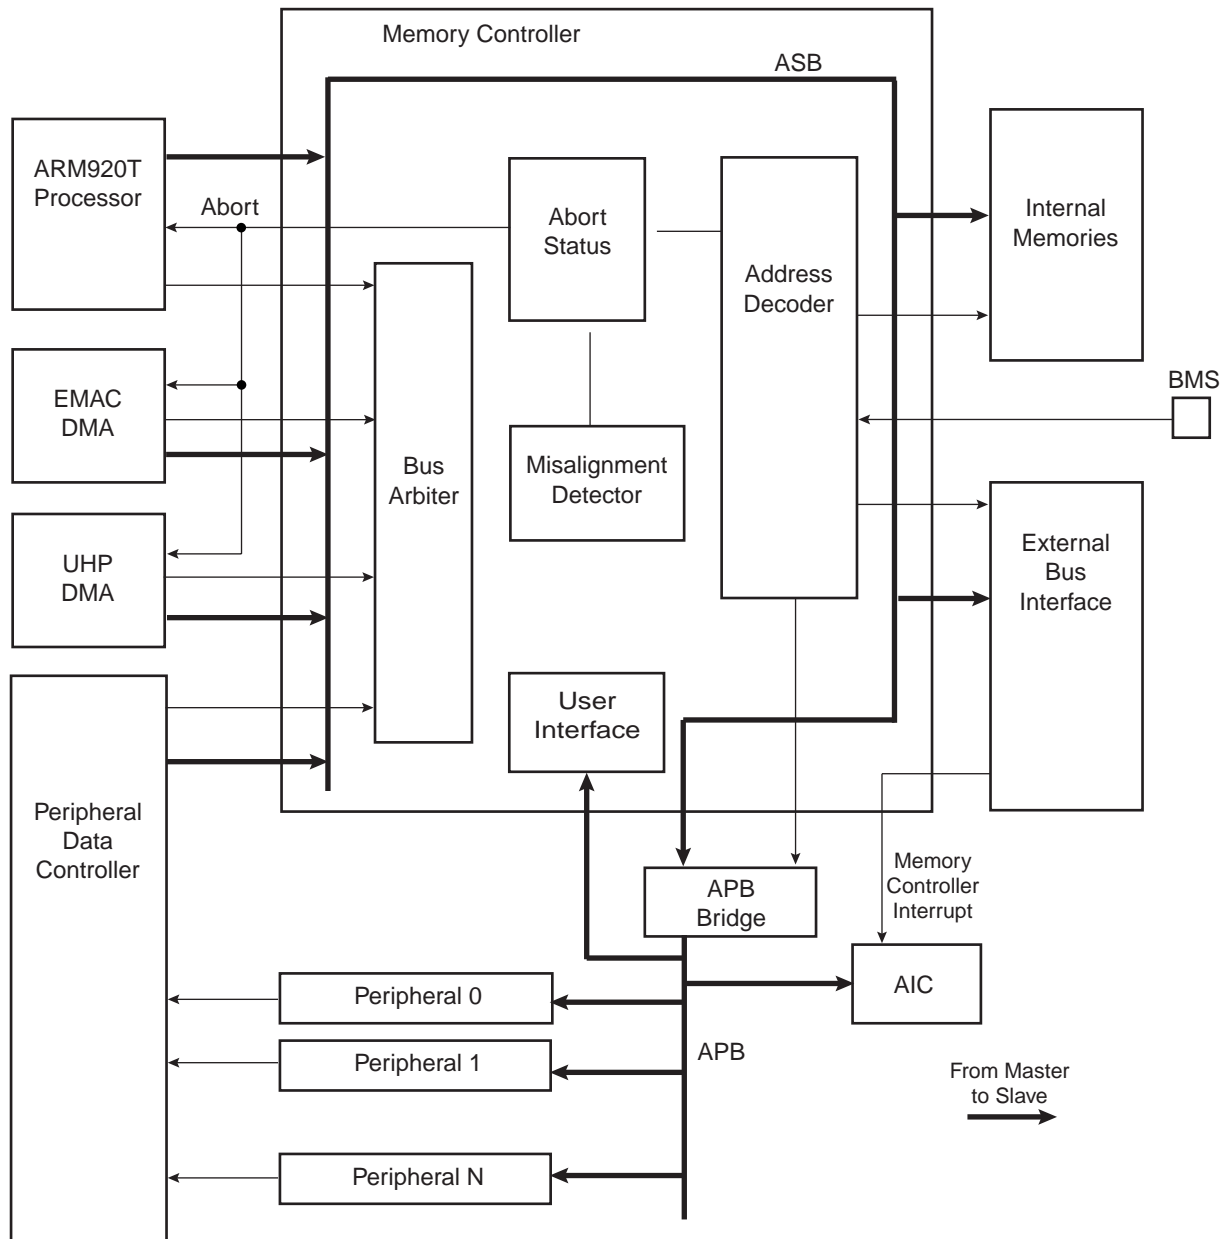 Memory Controller
ASB
ARM920T
Processor
Abort
Abort
Status
Address
Decoder
Internal
Memories
BMS
EMAC
DMA
Bus
Arbiter
Misalignment
Detector
UHP
DMA
External
Bus
Interface
User
Interface
Peripheral
Data
Controller
APB
Bridge
Memory
Controller
Interrupt
AIC
Peripheral 0
Peripheral 1
APB
From Master
to Slave
Peripheral N